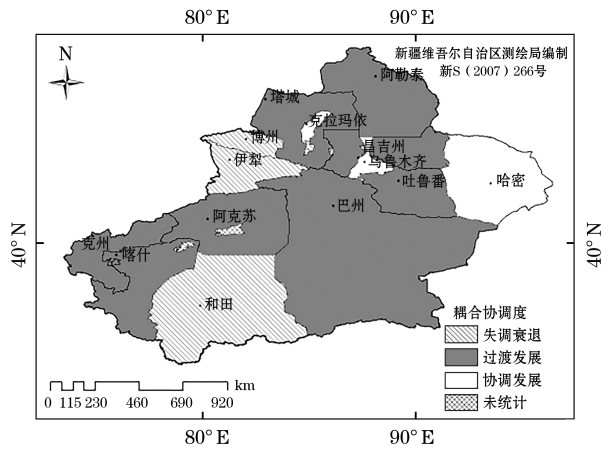 80° E
90° E
N
新疆维吾尔自治区测绘局编制
新S（2007）266号
阿勒泰
塔城
克拉玛依
博州
昌吉州
伊犁
乌鲁木齐
吐鲁番
哈密
巴州
阿克苏
克州
喀什
40° N
40° N
和田
耦合协调度
失调衰退
过渡发展
协调发展
未统计
km
0 115 230 460 690 920
80° E
90° E